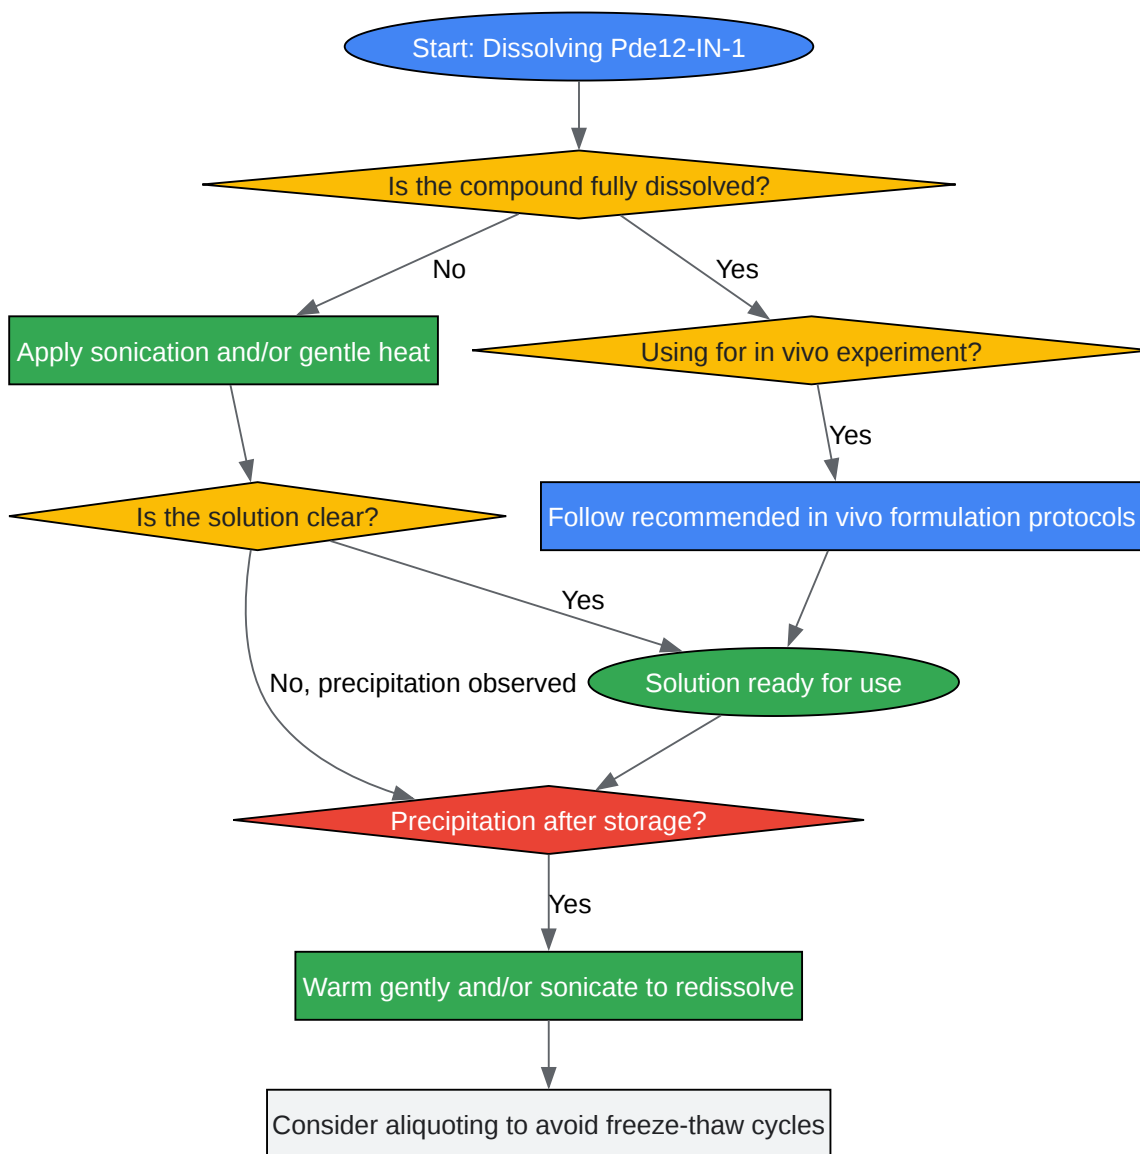 Start: Dissolving Pde12-IN-1
Is the compound fully dissolved?
No
Yes
Apply sonication and/or gentle heat
Using for in vivo experiment?
Yes
Is the solution clear?
Follow recommended in vivo formulation protocols
Yes
No, precipitation observed
Solution ready for use
Precipitation after storage?
Yes
Warm gently and/or sonicate to redissolve
Consider aliquoting to avoid freeze-thaw cycles